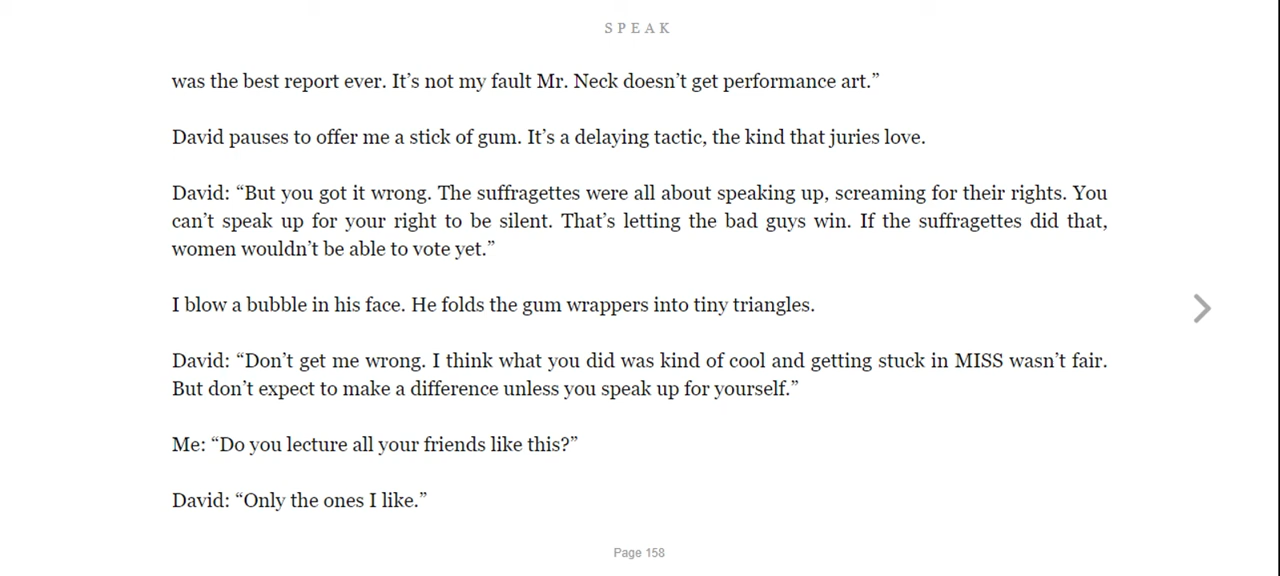 SPEAK
was the best report ever. It’s not my fault Mr. Neck doesn’t get performance art.”
David pauses to offer me a stick of gum. It’s a delaying tactic, the kind that juries love.
David: “But you got it wrong. The suffragettes were all about speaking up, screaming for their rights. You
can’t speak up for your right to be silent. That’s letting the bad guys win. If the suffragettes did that,
women wouldn’t be able to vote yet.”
I blow a bubble in his face. He folds the gum wrappers into tiny triangles.
David: “Don’t get me wrong. I think what you did was kind of cool and getting stuck in MISS wasn’t fair.
But don’t expect to make a difference unless you speak up for yourself.”
Me: “Do you lecture all your friends like this?”
David: “Only the ones I like.”
Page 158